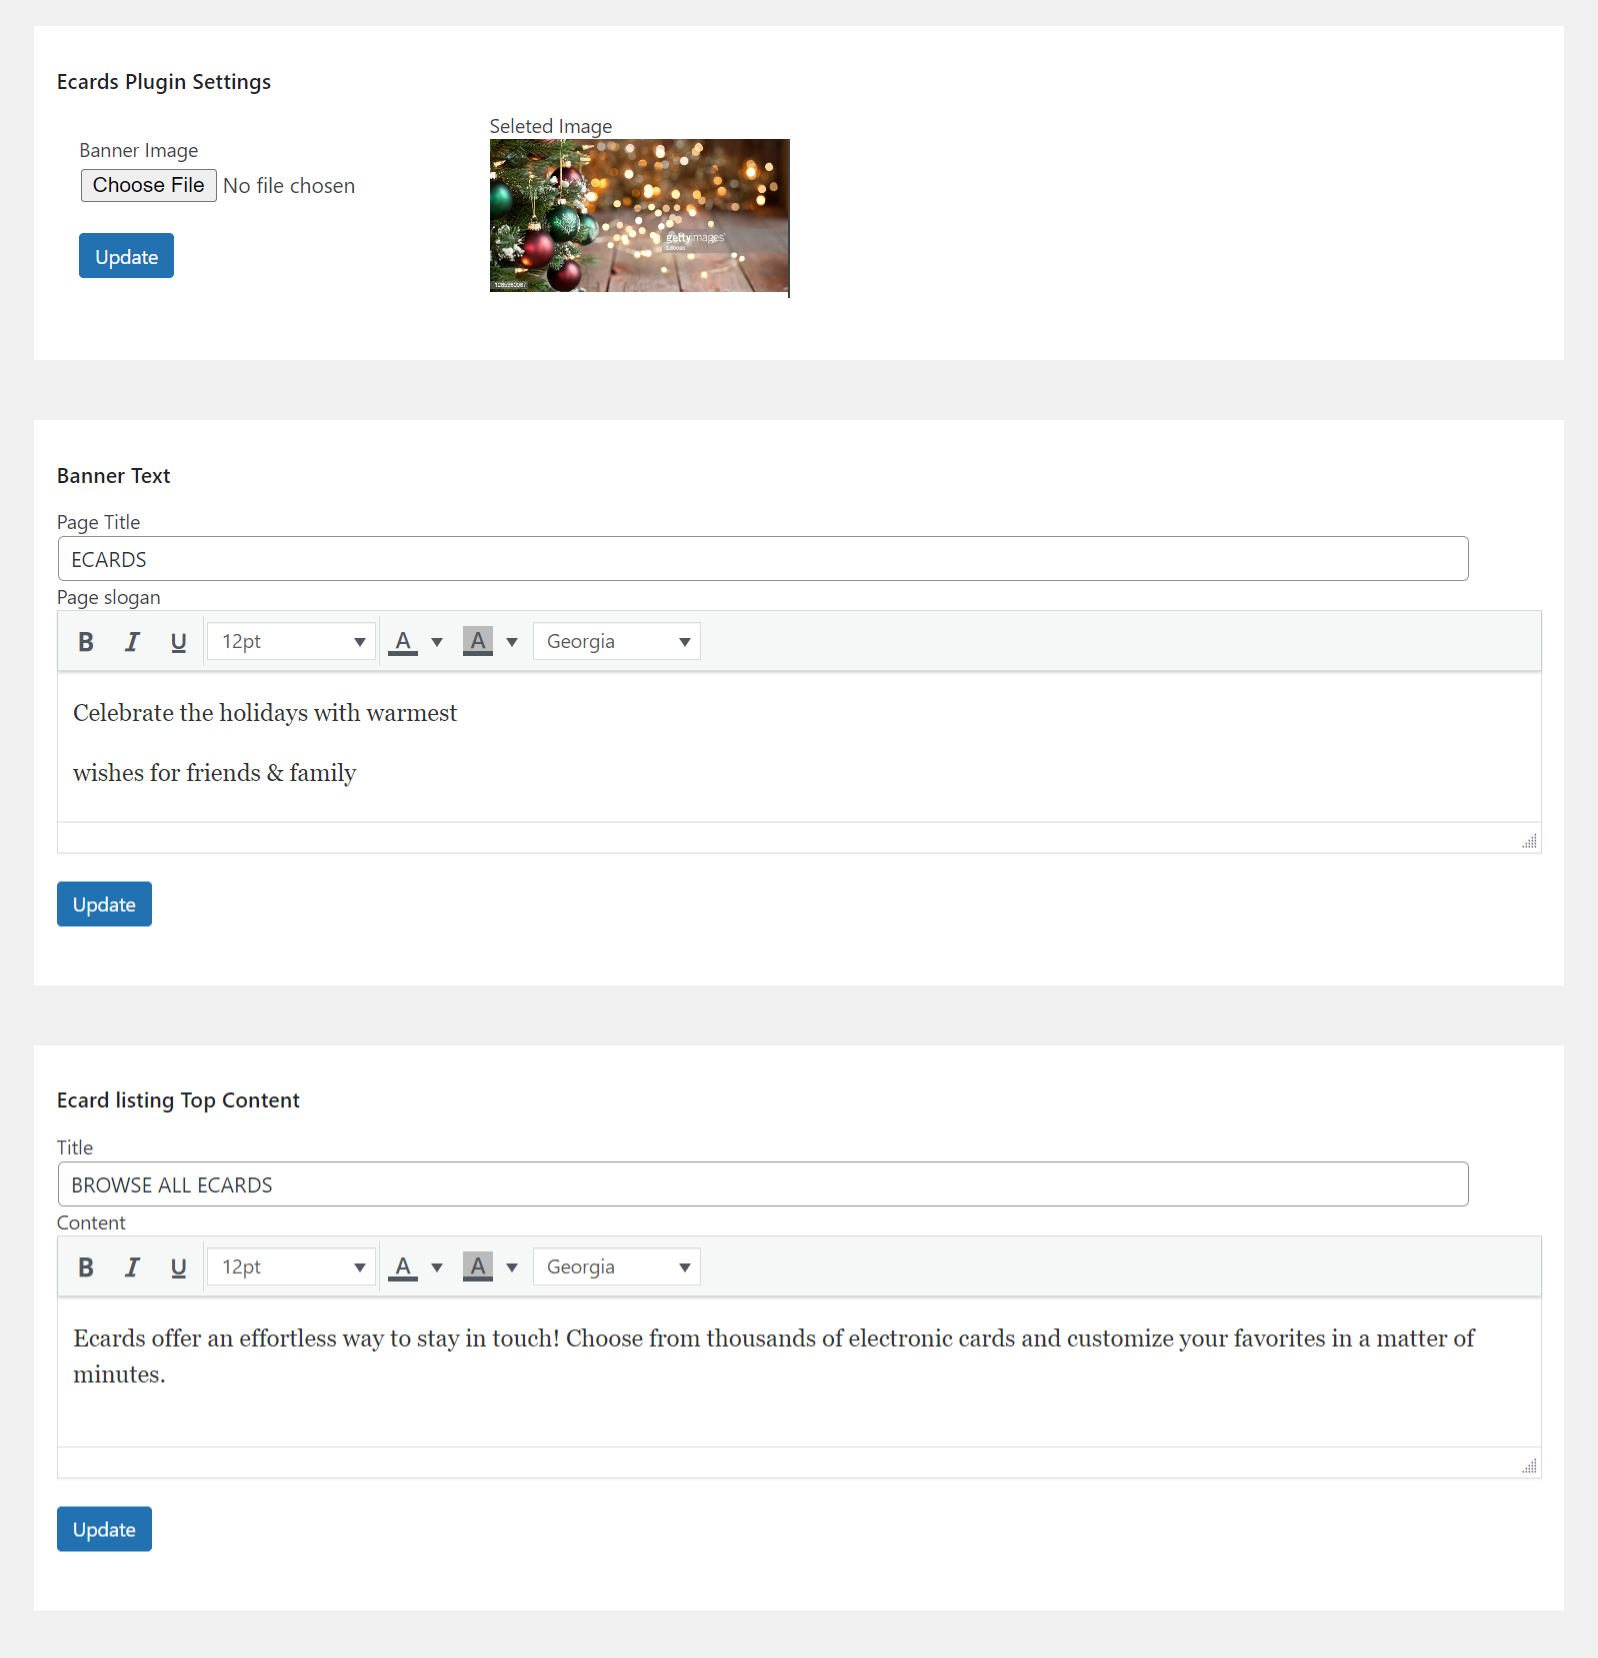 Ecards Plugin Settings
Seleted Image
Banner Image
Choose File No file chosen
gettyimages
Update
Banner Text
Page Title
ECARDS
Page slogan
B I U 12pt A A Georgia
Celebrate the holidays with warmest
wishes for friends & family
Update
Ecard listing Top Content
Title
BROWSE ALL ECARDS
Content
B I U 12pt A A Georgia
Ecards offer an effortless way to stay in touch! Choose from thousands of electronic cards and customize your favorites in a matter of
minutes.
Update